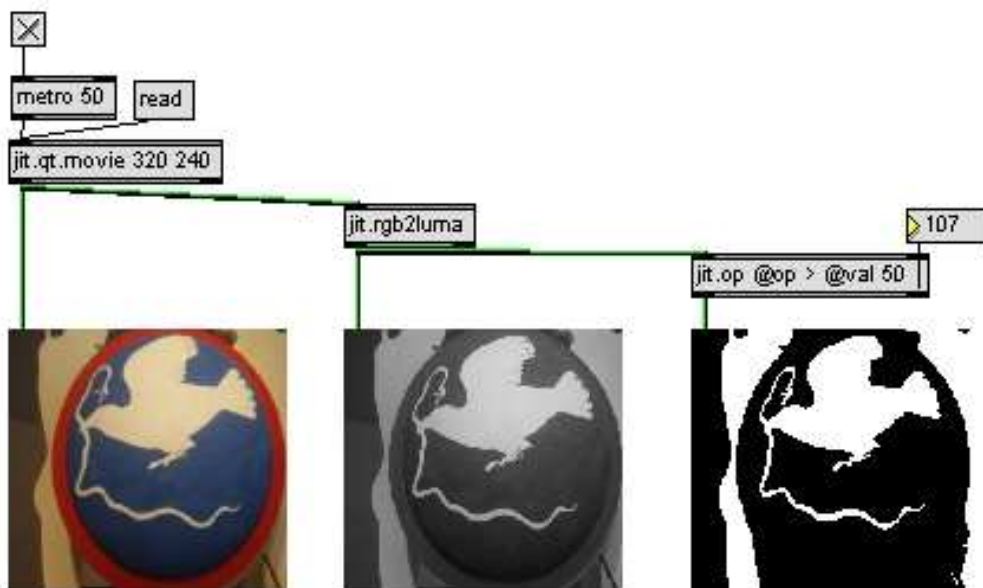 metro 50
read
jit.qt.movie 320 240
jit.rgb2luma
107
jit.op @op > @val 50